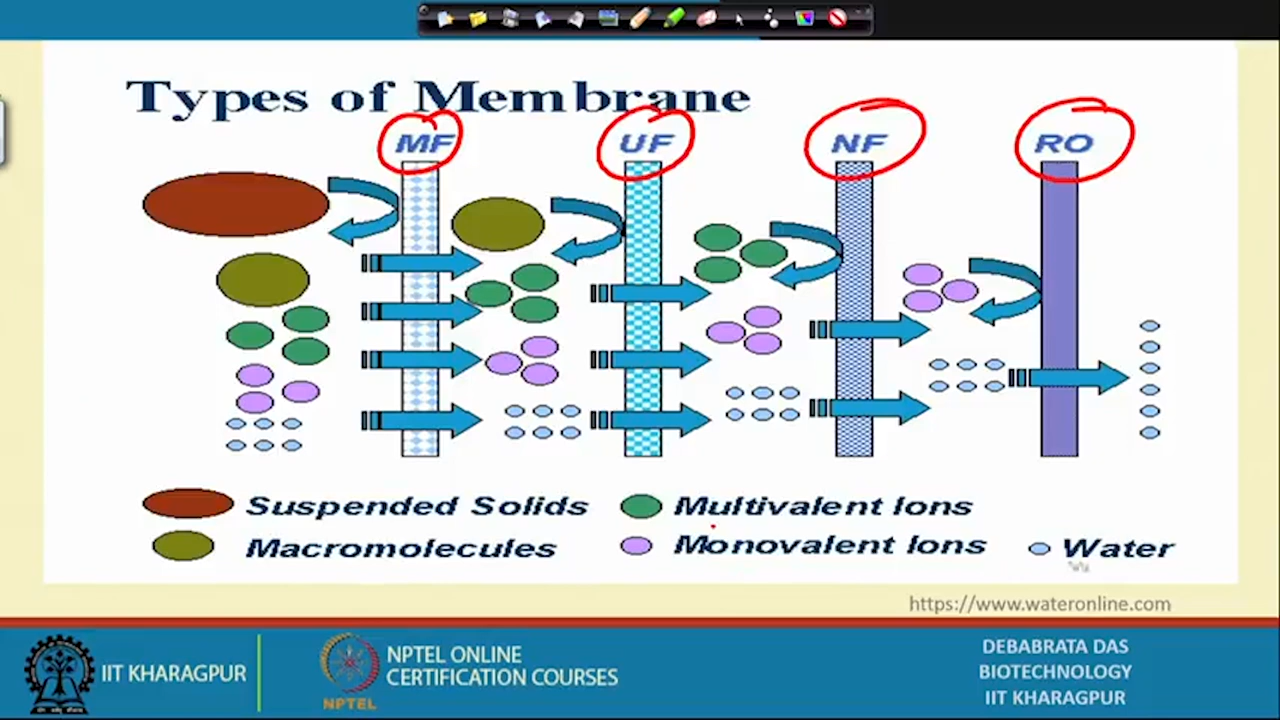 Types of Membrane
MF
UF
NF
RO
Suspended Solids
Multivalent Ions
Macromolecules
Monovalent Ions
Water
https://www.wateronline.com
IIT KHARAGPUR
NPTEL
NPTEL ONLINE
CERTIFICATION COURSES
DEBABRATA DAS
BIOTECHNOLOGY
IIT KHARAGPUR